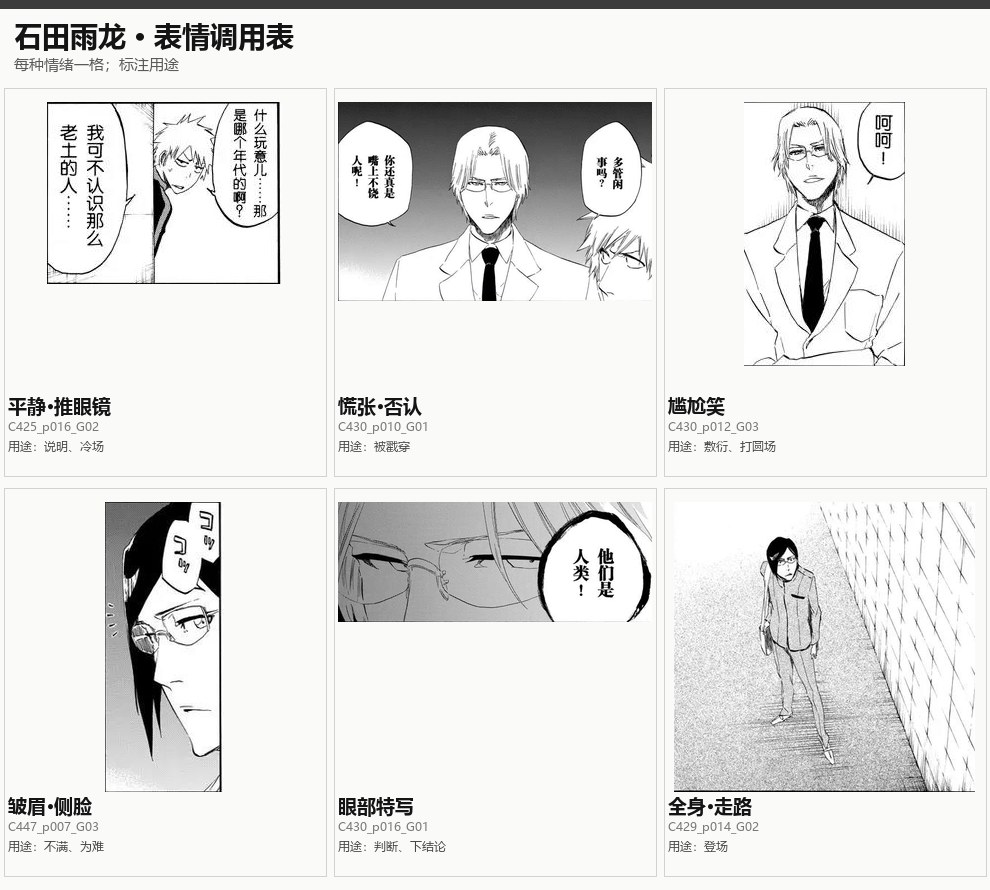 石田雨龙·表情调用表
每种情绪一格；标注用途
什么玩意儿……那
是哪个年代的啊？
我可不认识那么
老土的人……
平静·推眼镜
C425_p016_G02
用途：说明、冷场
多管闲
事吗？
你还真是
嘴上不饶
人呢！
慌张·否认
C430_p010_G01
用途：被戳穿
呵呵！
尴尬笑
C430_p012_G03
用途：敷衍、打圆场
コツ
コツ
皱眉·侧脸
C447_p007_G03
用途：不满、为难
他们是
人类！
眼部特写
C430_p016_G01
用途：判断、下结论
全身·走路
C429_p014_G02
用途：登场